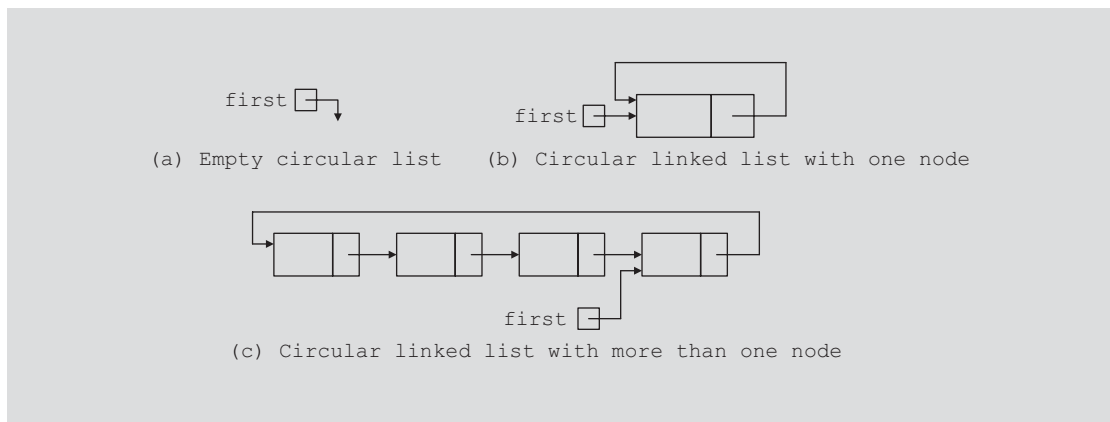 first
first
(a) Empty circular list
(b) Circular linked list with one node
first
(c) Circular linked list with more than one node